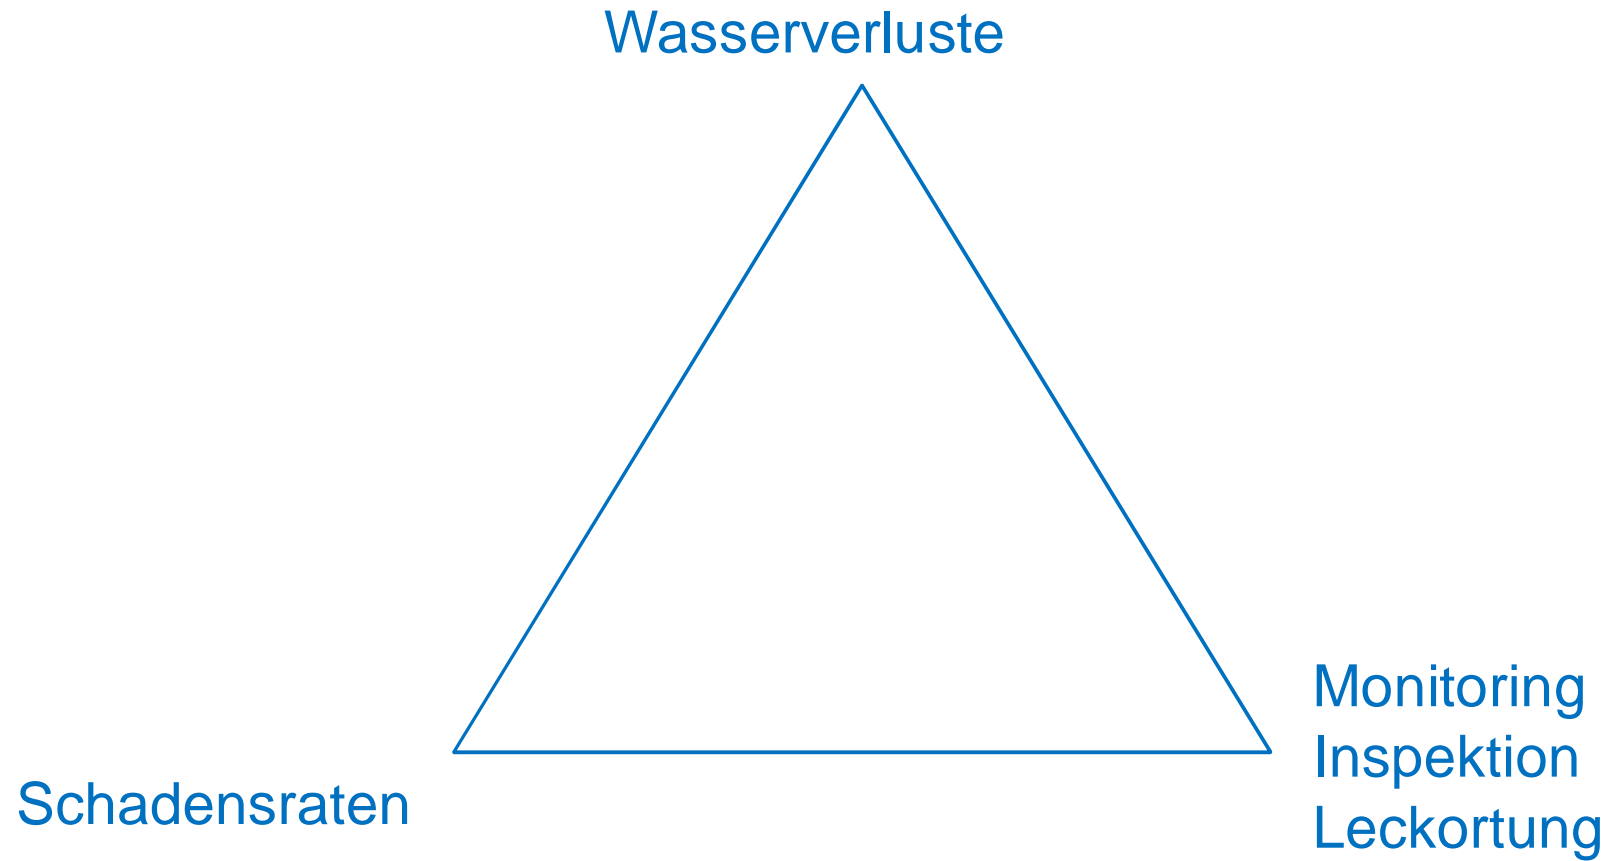 Wasserverluste
Schadensraten
Monitoring
Inspektion
Leckortung